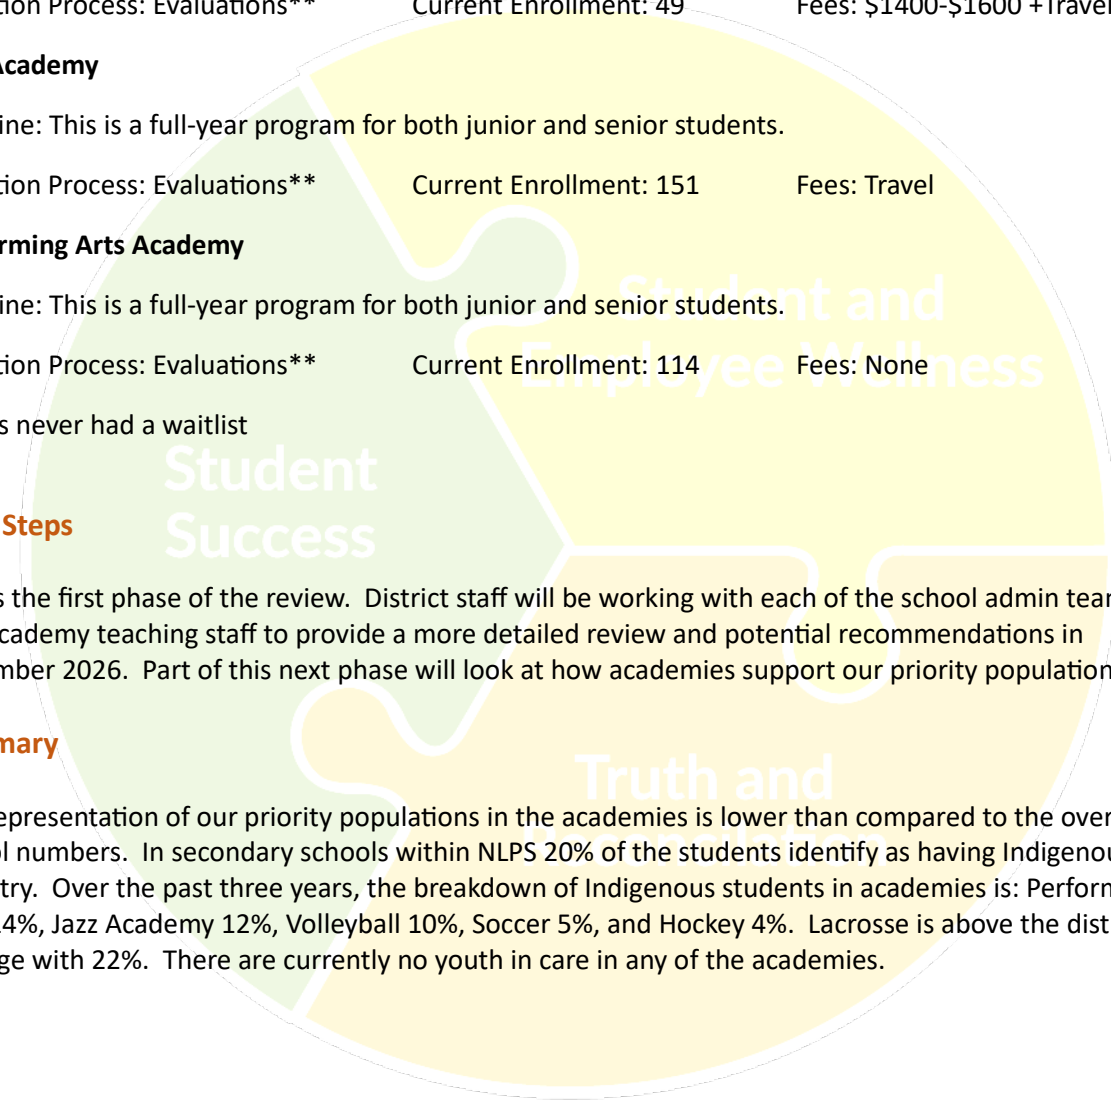 tion Process: Evaluations** Current Enrollment: 49 Fees: $1400-$1600 +Travel
Academy
ine: This is a full-year program for both junior and senior students.
tion Process: Evaluations** Current Enrollment: 151 Fees: Travel
rming Arts Academy
ine: This is a full-year program for both junior and senior students.
Student and
tion Process: Evaluations** Current Enrollment: 114 Fees: None
Employee Wellness
s never had a waitlist
Student
Success
Steps
s the first phase of the review. District staff will be working with each of the school admin tea
cademy teaching staff to provide a more detailed review and potential recommendations in
mber 2026. Part of this next phase will look at how academies support our priority population
mary
Truth and
epresentation of our priority populations in the academies is lower than compared to the over
Reconciliation
ol numbers. In secondary schools within NLPS 20% of the students identify as having Indigenou
try. Over the past three years, the breakdown of Indigenous students in academies is: Perform
14%, Jazz Academy 12%, Volleyball 10%, Soccer 5%, and Hockey 4%. Lacrosse is above the dist
ge with 22%. There are currently no youth in care in any of the academies.